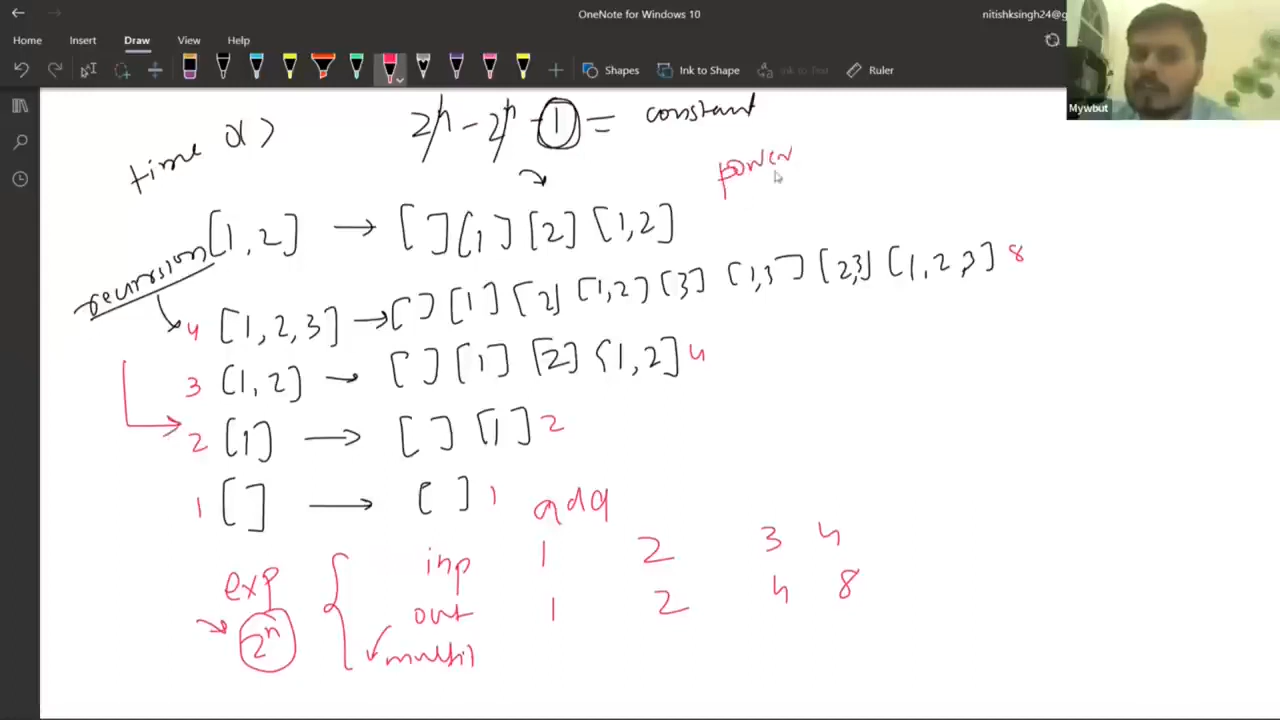 OneNote for Windows 10
nitishksingh24@g
Home Insert Draw View Help
Shapes Ink to Shape Ink to Text Ruler
Mywbut
time α> 2^n - 2^n - 1 = constant
power
[1,2] → [ ] [1] [2] [1,2]
recursion
4 [1,2,3] → [ ] [1] [2] [1,2] [3] [1,3] [2,3] [1,2,3] 8
3 [1,2] → [ ] [1] [2] [1,2] 4
2 [1] → [ ] [1] 2
1 [ ] → [ ] 1
add
exp inp 1 2 3 4
out 1 2 4 8
2^n